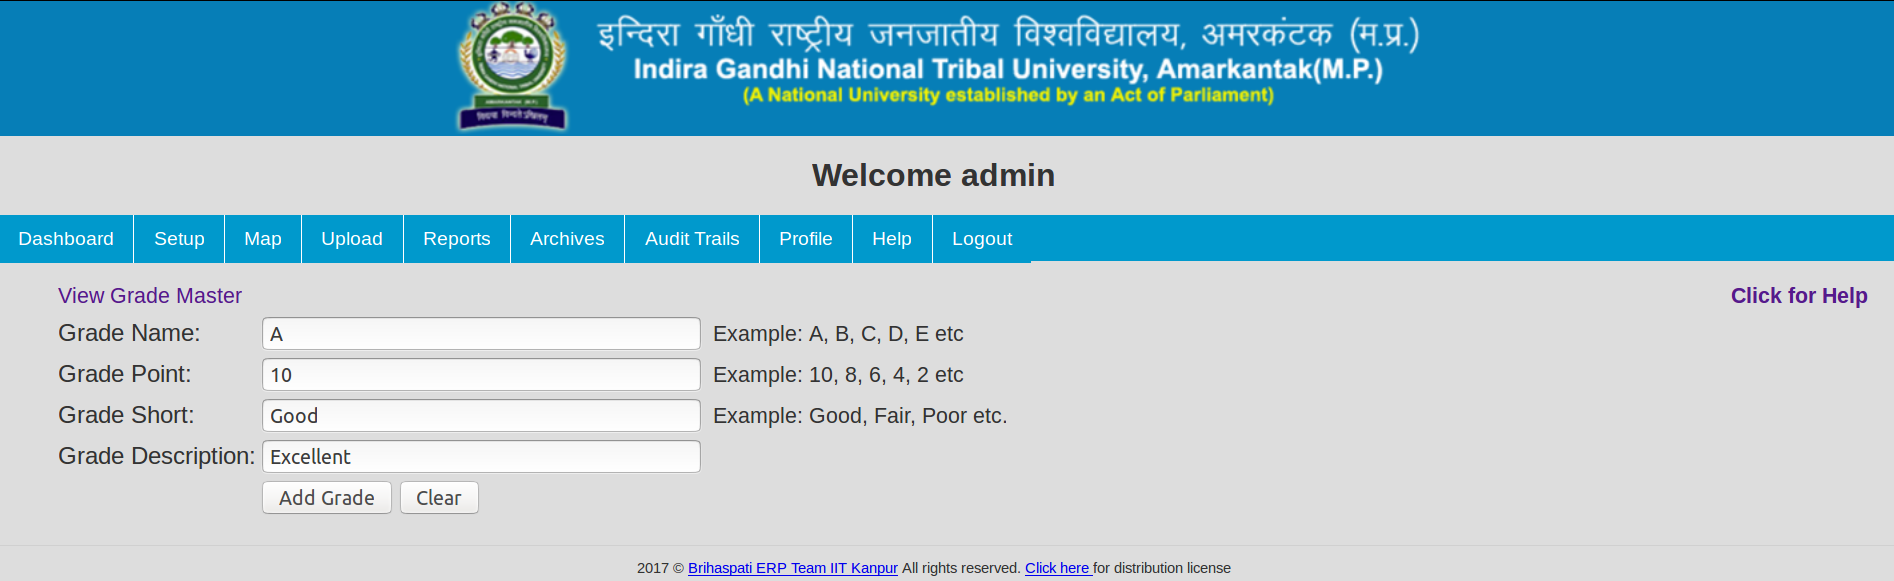 इन्दिरा गाँधी राष्ट्रीय जनजातीय विश्वविद्यालय, अमरकंटक (म.प्र.)
Indira Gandhi National Tribal University, Amarkantak(M.P.)
(A National University established by an Act of Parliament)
Welcome admin
Dashboard Setup Map Upload Reports Archives Audit Trails Profile Help Logout
View Grade Master Click for Help
Grade Name: A Example: A, B, C, D, E etc
Grade Point: 10 Example: 10, 8, 6, 4, 2 etc
Grade Short: Good Example: Good, Fair, Poor etc.
Grade Description: Excellent
Add Grade Clear
2017 © Brihaspati ERP Team IIT Kanpur All rights reserved. Click here for distribution license